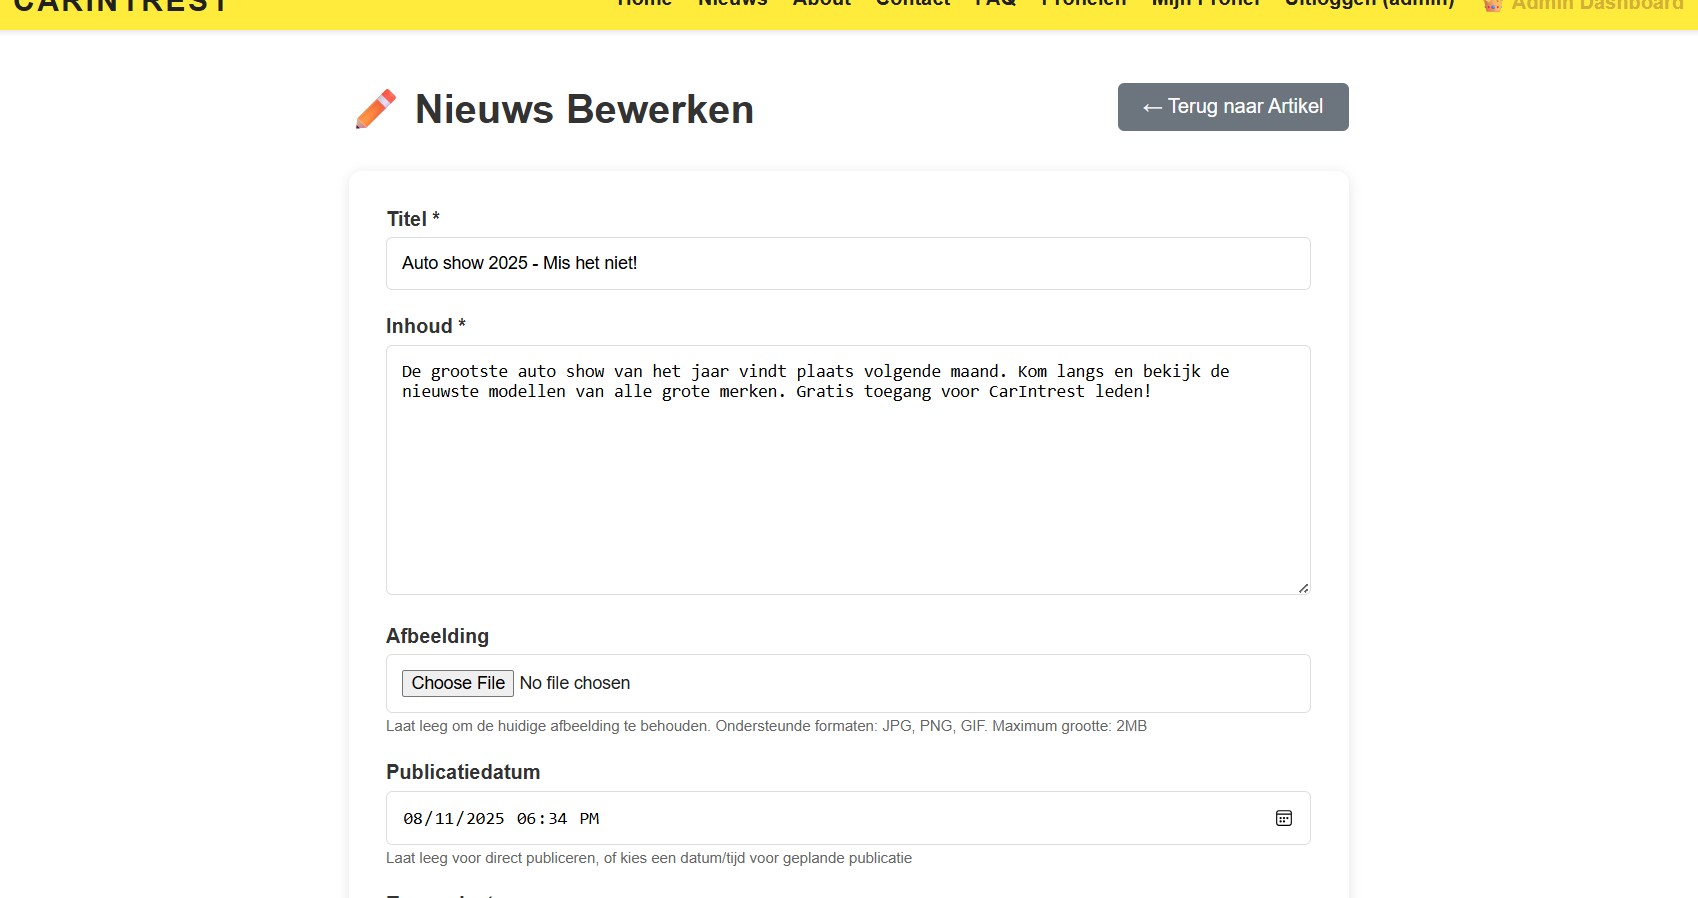 CARINTREST
Home Nieuws About Contact FAQ Profielen Mijn Profiel Uitloggen (admin) Admin Dashboard
Nieuws Bewerken
← Terug naar Artikel
Titel *
Auto show 2025 - Mis het niet!
Inhoud *
De grootste auto show van het jaar vindt plaats volgende maand. Kom langs en bekijk de
nieuwste modellen van alle grote merken. Gratis toegang voor CarIntrest leden!
Afbeelding
Choose File No file chosen
Laat leeg om de huidige afbeelding te behouden. Ondersteunde formaten: JPG, PNG, GIF. Maximum grootte: 2MB
Publicatiedatum
08/11/2025 06:34 PM
Laat leeg voor direct publiceren, of kies een datum/tijd voor geplande publicatie